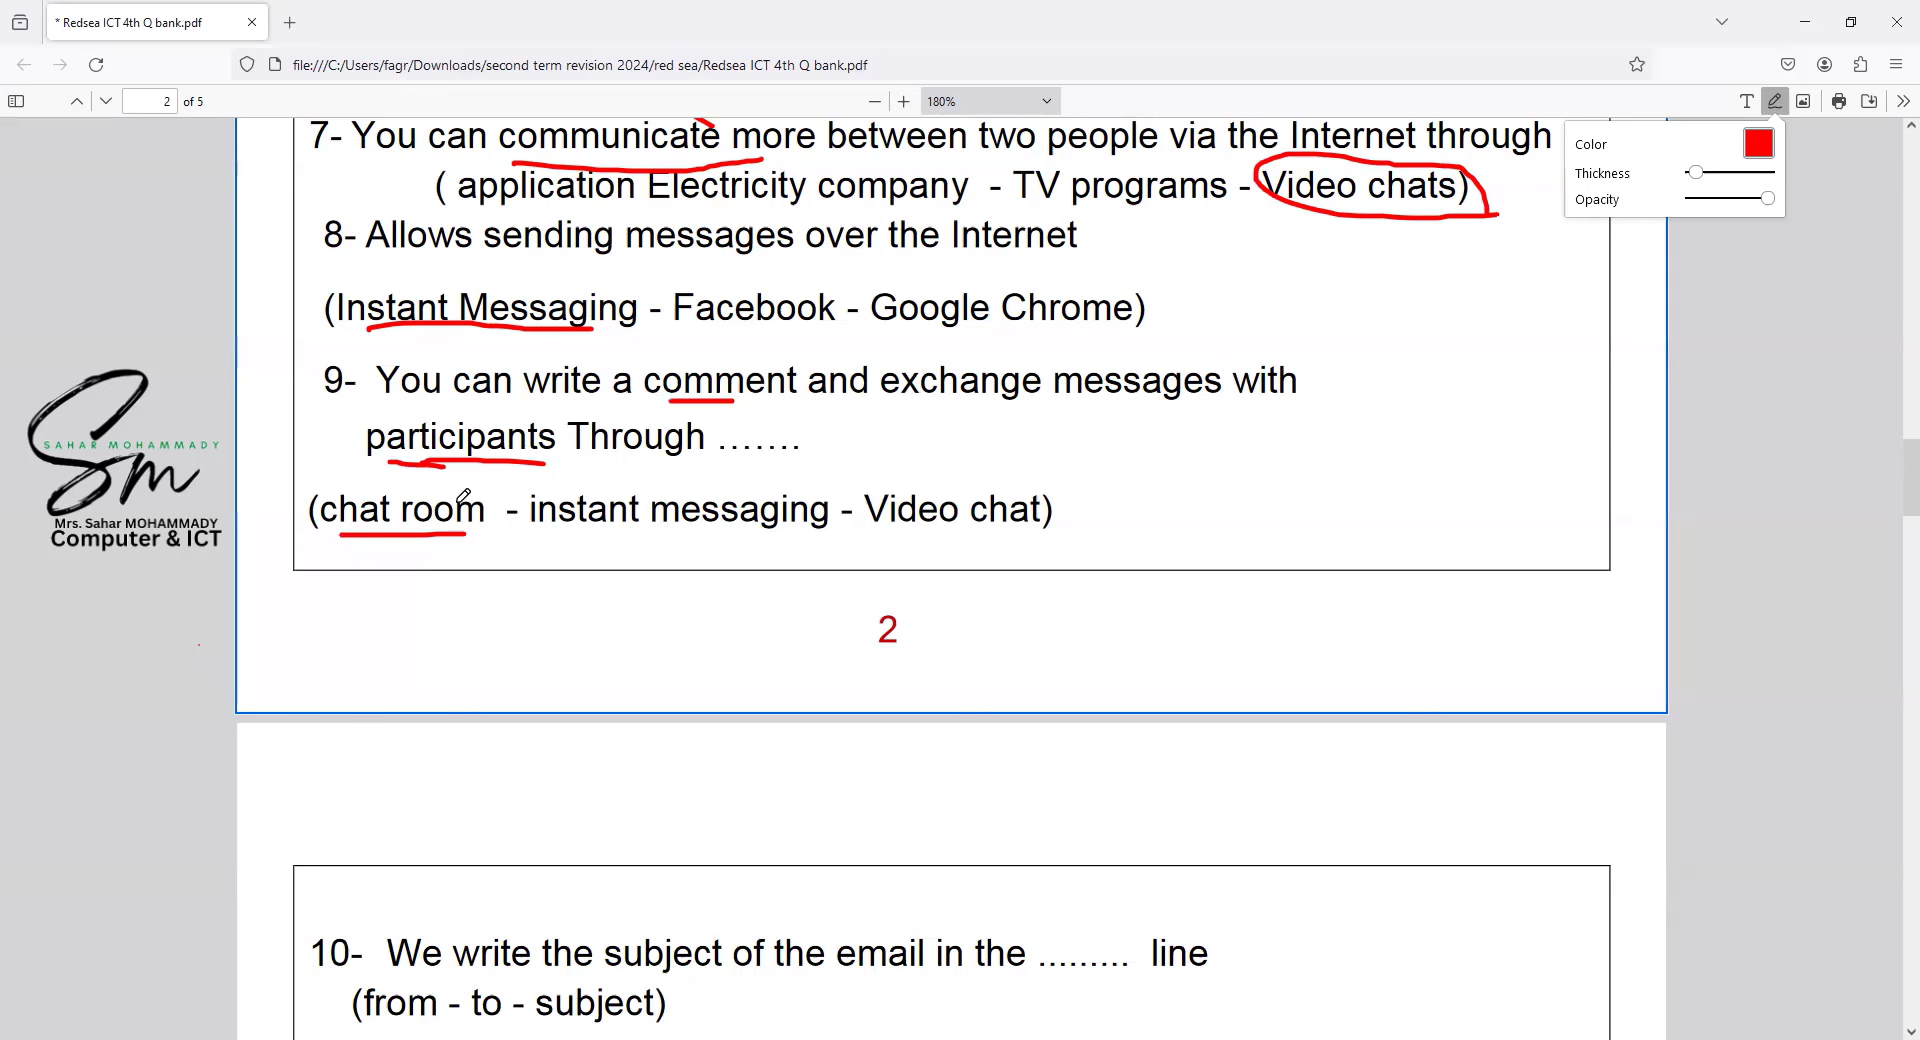 * Redsea ICT 4th Q bank.pdf
file:///C:/Users/fagr/Downloads/second term revision 2024/red sea/Redsea ICT 4th Q bank.pdf
2 of 5
180%
Color
Thickness
Opacity
7- You can communicate more between two people via the Internet through
( application Electricity company - TV programs - Video chats)
8- Allows sending messages over the Internet
(Instant Messaging - Facebook - Google Chrome)
9- You can write a comment and exchange messages with
participants Through .......
(chat room - instant messaging - Video chat)
Sm
SAHAR MOHAMMADY
Mrs. Sahar MOHAMMADY
Computer & ICT
2
10- We write the subject of the email in the ......... line
(from - to - subject)